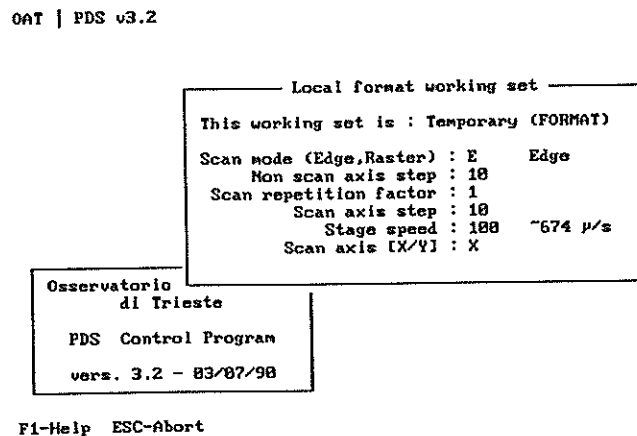 OAT | PDS v3.2
Local format working set
This working set is : Temporary (FORMAT)
Scan mode (Edge,Raster) : E Edge
Non scan axis step : 10
Scan repetition factor : 1
Scan axis step : 10
Stage speed : 100 ~674 µ/s
Scan axis [X/Y] : X
Osservatorio
di Trieste
PDS Control Program
vers. 3.2 - 03/07/90
F1-Help ESC-Abort